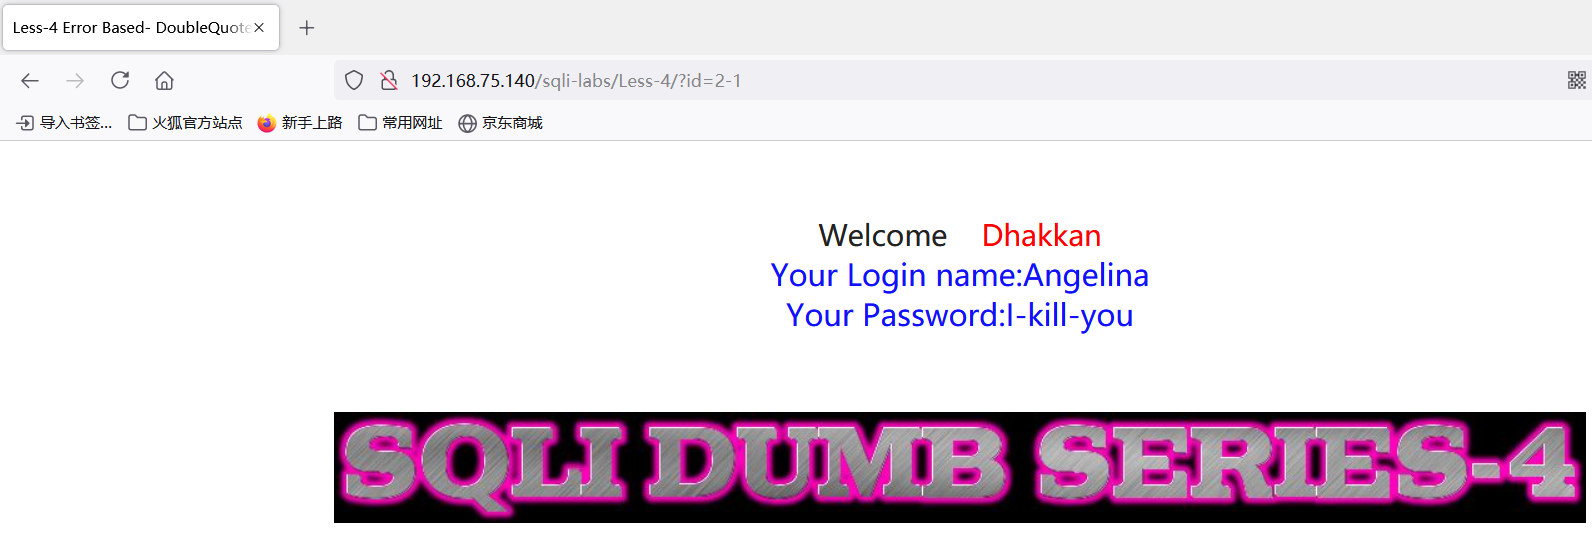 Less-4 Error Based- DoubleQuote
192.168.75.140/sqli-labs/Less-4/?id=2-1
导入书签... 火狐官方站点 新手上路 常用网址 京东商城
Welcome Dhakkan
Your Login name:Angelina
Your Password:I-kill-you
SQLI DUMB SERIES-4